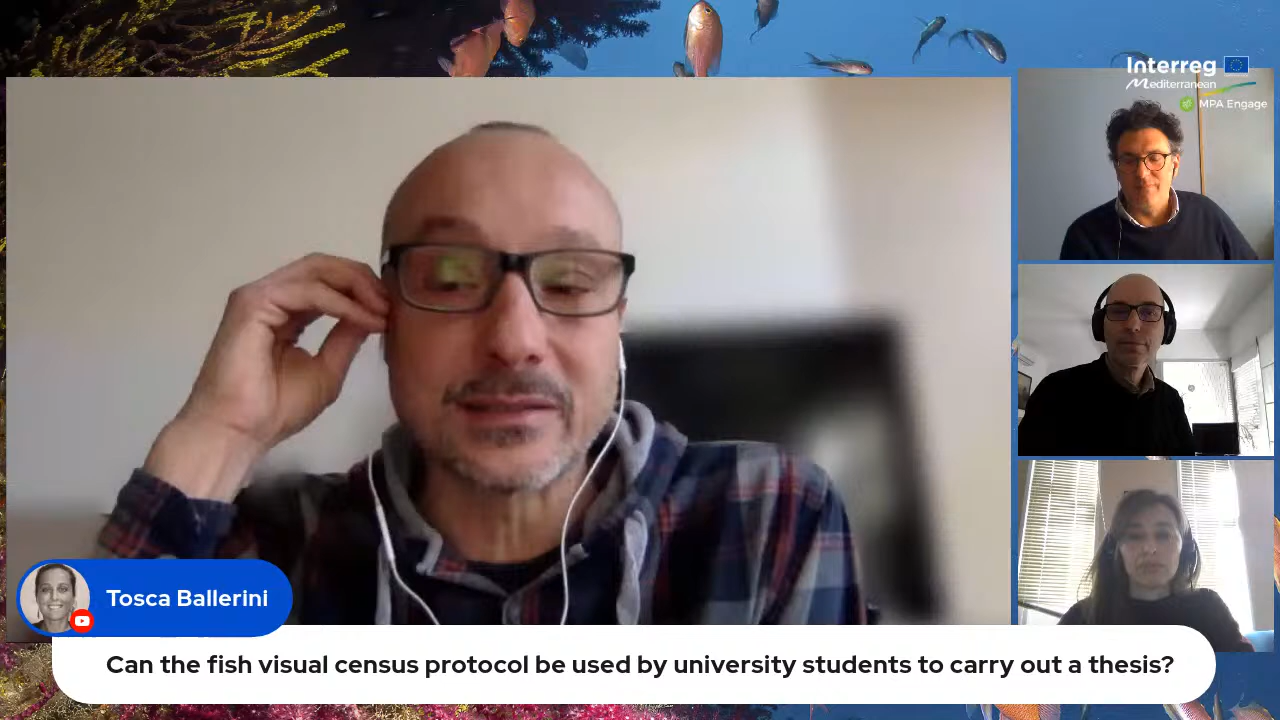 Interreg
Mediterranean
MPA Engage
Tosca Ballerini
Can the fish visual census protocol be used by university students to carry out a thesis?